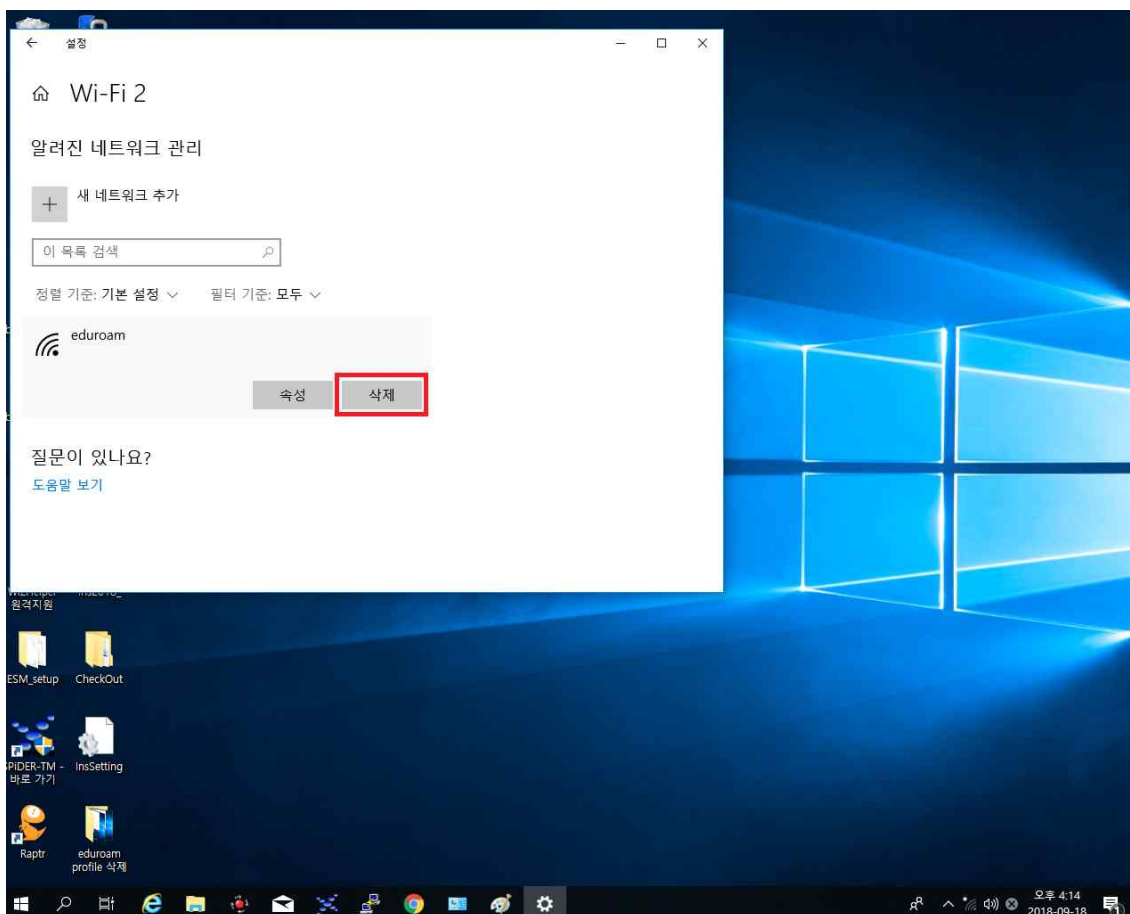 설정
Wi-Fi 2
알려진 네트워크 관리
새 네트워크 추가
이 목록 검색
정렬 기준: 기본 설정 필터 기준: 모두
eduroam
속성 삭제
질문이 있나요?
도움말 보기
원격지원
ESM_setup CheckOut
SPiDER-TM - InsSetting
바로 가기
Raptr eduroam
profile 삭제
오후 4:14
2018-09-18
1